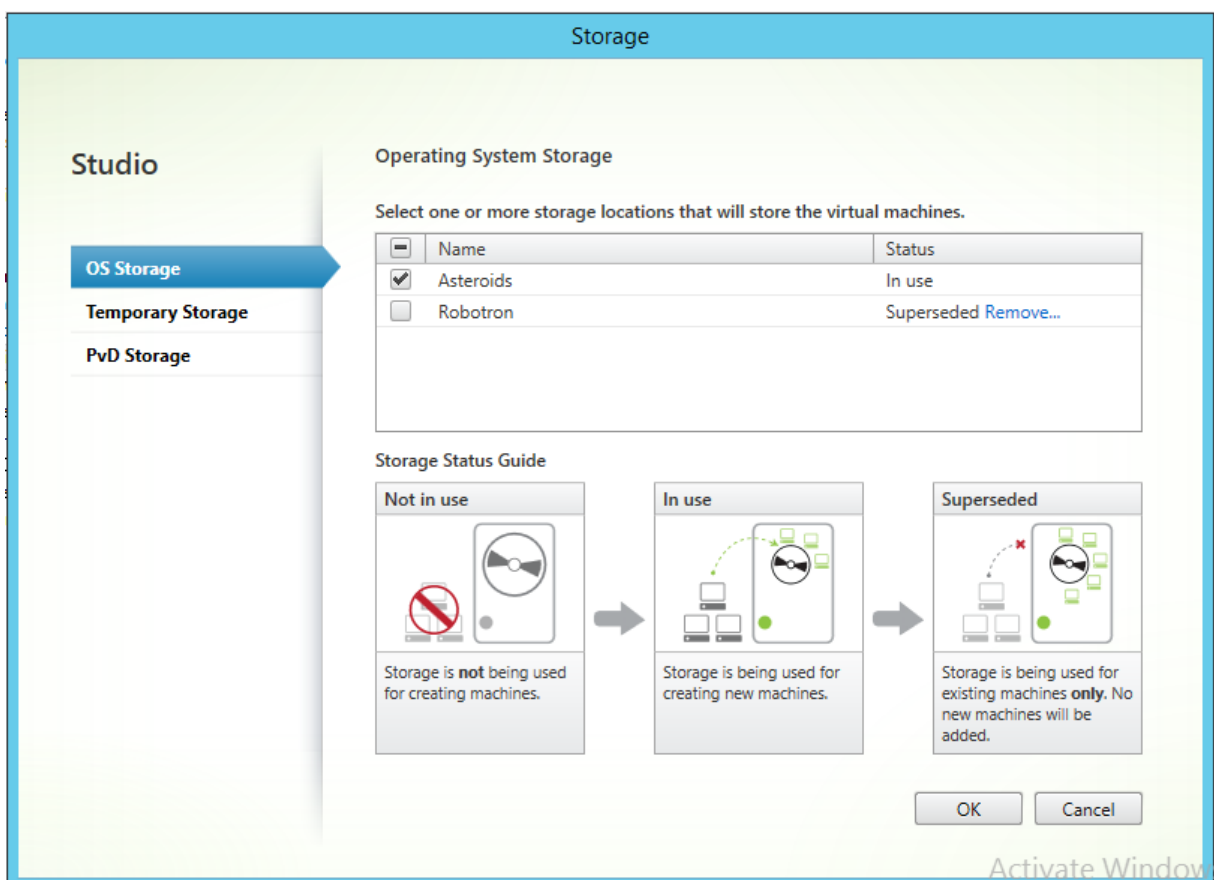 Storage
Studio
OS Storage
Temporary Storage
PvD Storage
Operating System Storage
Select one or more storage locations that will store the virtual machines.
Name Status
Asteroids In use
Robotron Superseded Remove...
Storage Status Guide
Not in use
Storage is not being used
for creating machines.
In use
Storage is being used for
creating new machines.
Superseded
Storage is being used for
existing machines only. No
new machines will be
added.
OK Cancel
Activate Window